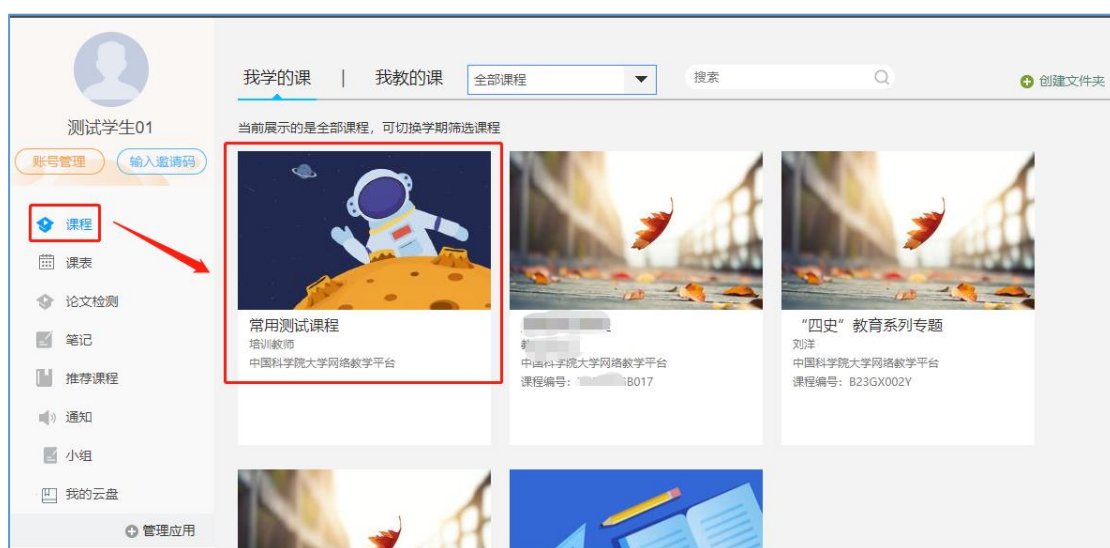 测试学生01
账号管理
输入邀请码
课程
课表
论文检测
笔记
推荐课程
通知
小组
我的云盘
管理应用
我学的课 | 我教的课
全部课程
搜索
创建文件夹
当前展示的是全部课程，可切换学期筛选课程
常用测试课程
培训教师
中国科学院大学网络教学平台
中国科学院大学网络教学平台
课程编号：
B017
“四史”教育系列专题
刘洋
中国科学院大学网络教学平台
课程编号：B23GX002Y